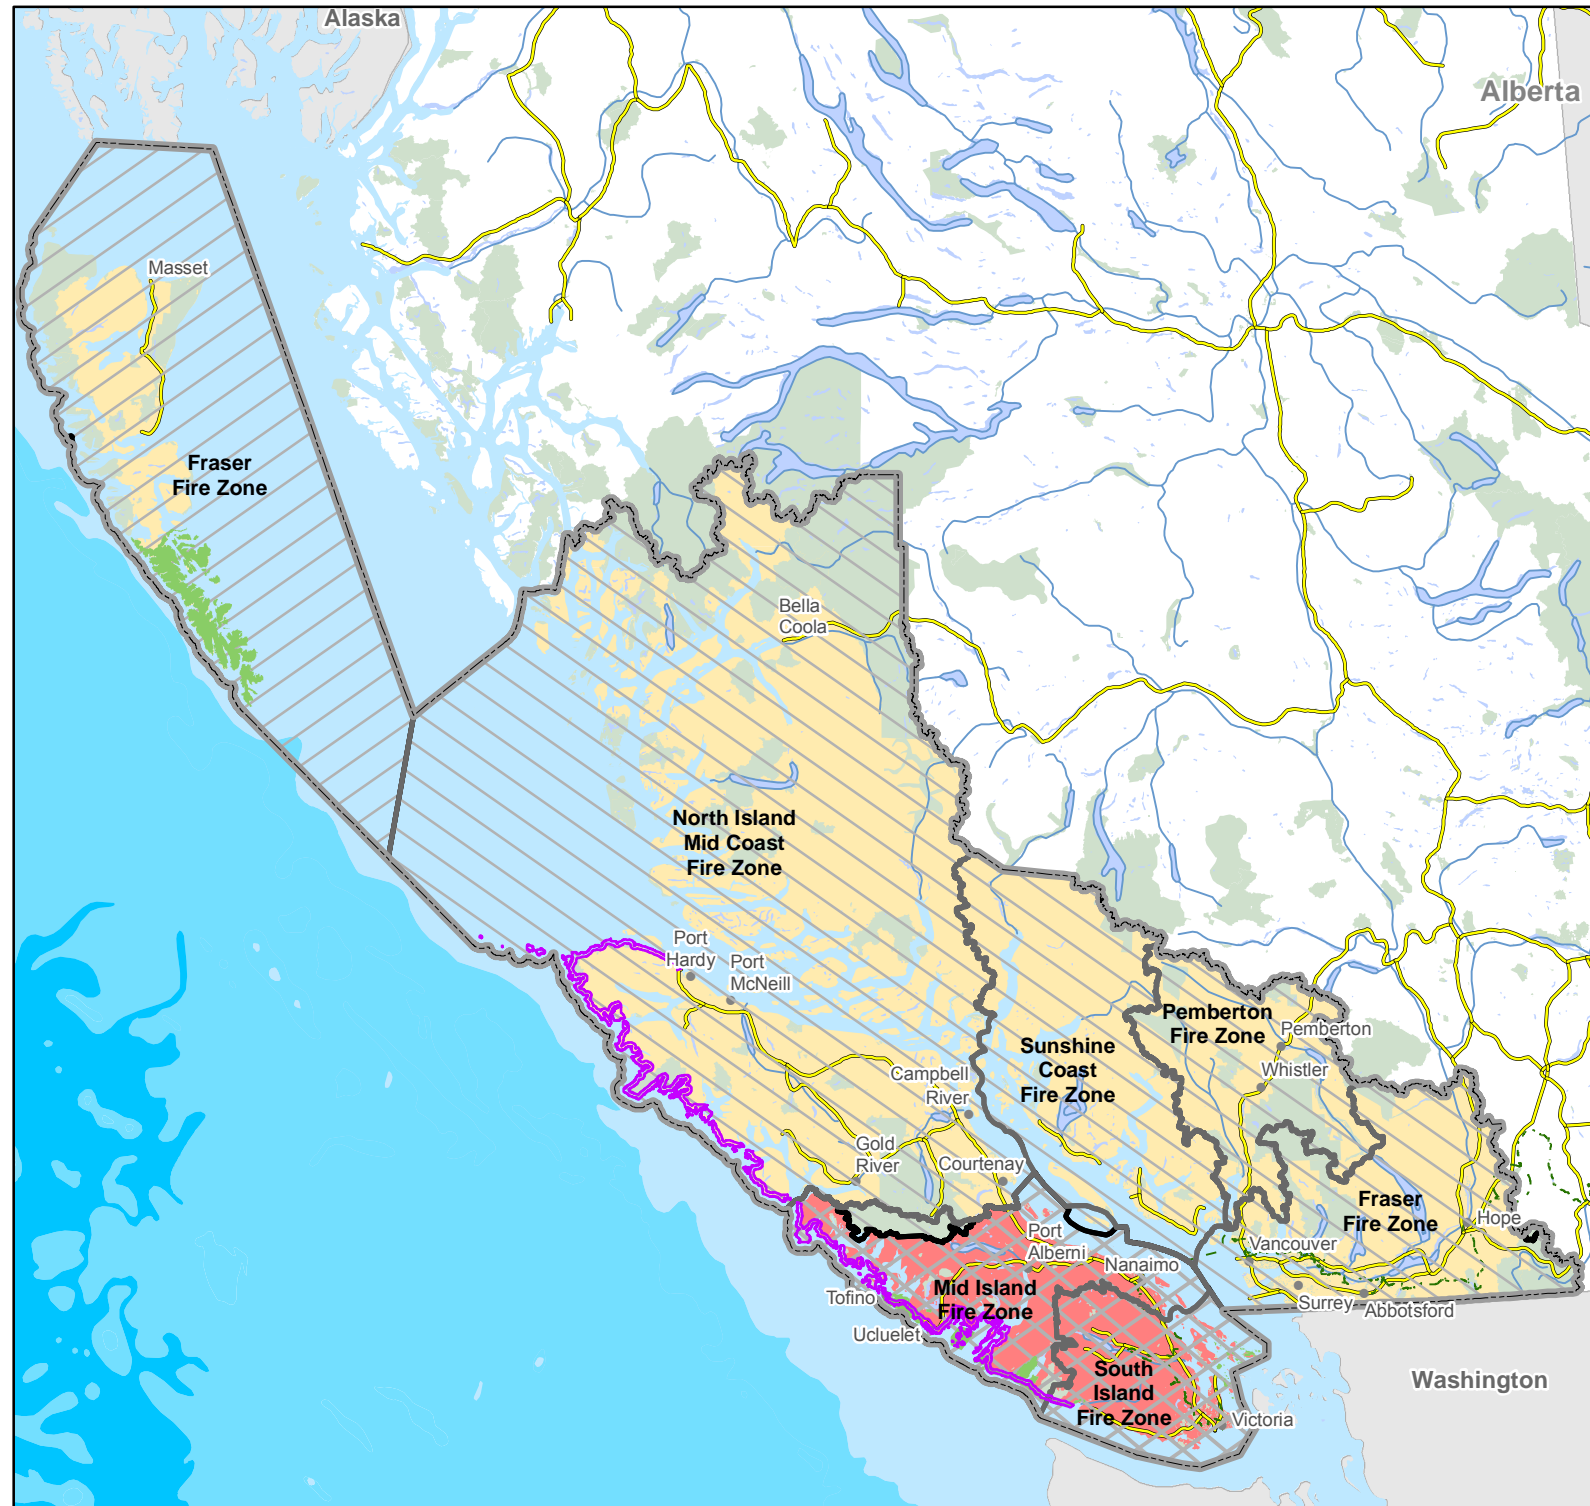 Alaska
Alberta
Masset
Fraser
Fire Zone
Bella
Coola
North Island
Mid Coast
Fire Zone
Port
Hardy
Port
McNeill
Pemberton
Fire Zone
Pemberton
Sunshine
Coast
Fire Zone
Whistler
Campbell
River
Gold
River
Courtenay
Fraser
Fire Zone
Hope
Port
Alberni
Vancouver
Nanaimo
Mid Island
Fire Zone
Tofino
Surrey
Abbotsford
Ucluelet
South
Island
Fire Zone
Washington
Victoria